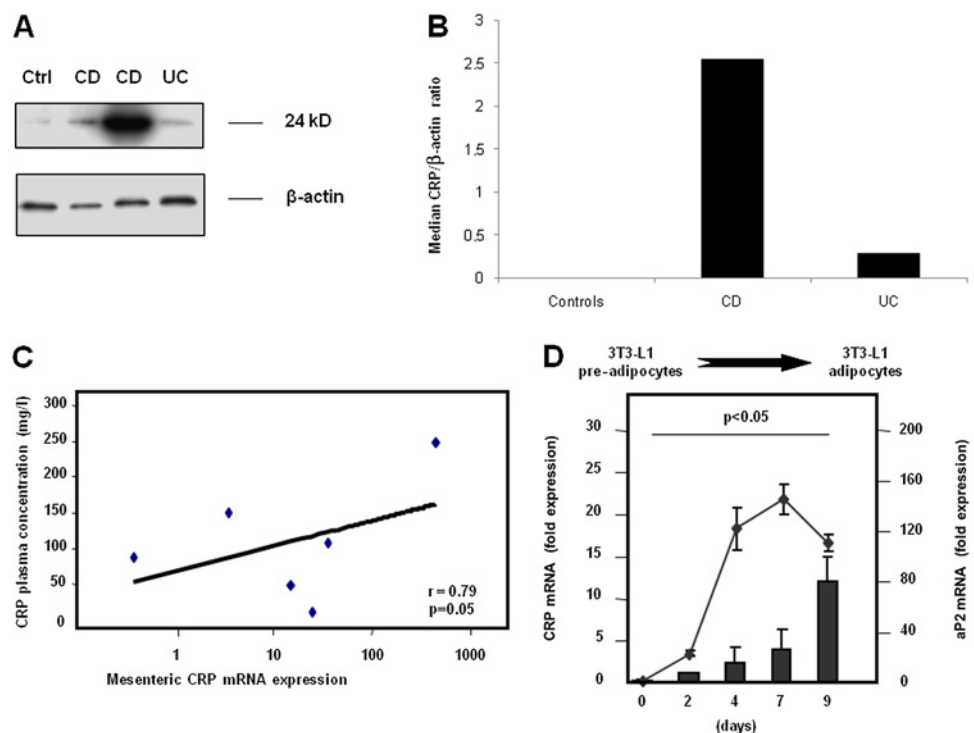 A
Ctrl CD CD UC
24 kD
β-actin
B
Median CRP/β-actin ratio
3
2.5
2
1.5
1
0.5
0
Controls CD UC
C
CRP plasma concentration (mg/l)
300
250
200
150
100
50
0
r = 0.79
p=0.05
1 10 100 1000
Mesenteric CRP mRNA expression
D
3T3-L1
pre-adipocytes
3T3-L1
adipocytes
p<0.05
CRP mRNA (fold expression)
30
25
20
15
10
5
0
200
160
120
80
40
0
aP2 mRNA (fold expression)
0 2 4 7 9
(days)